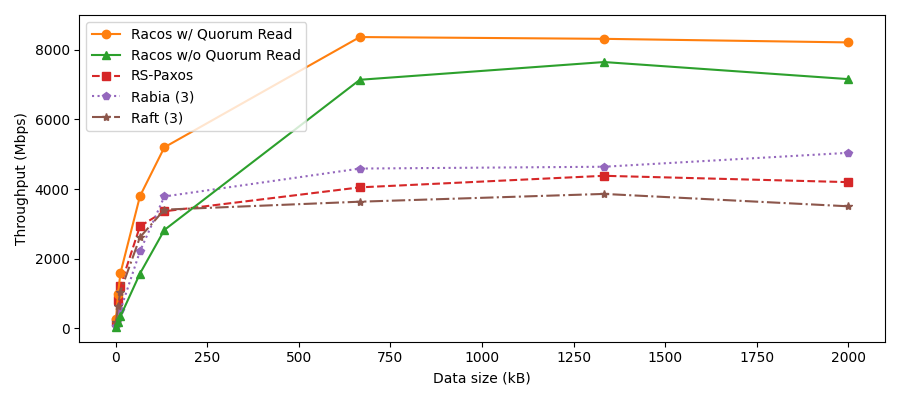 Racos w/ Quorum Read
Racos w/o Quorum Read
RS-Paxos
Rabia (3)
Raft (3)
Throughput (Mbps)
8000
6000
4000
2000
0
0 250 500 750 1000 1250 1500 1750 2000
Data size (kB)